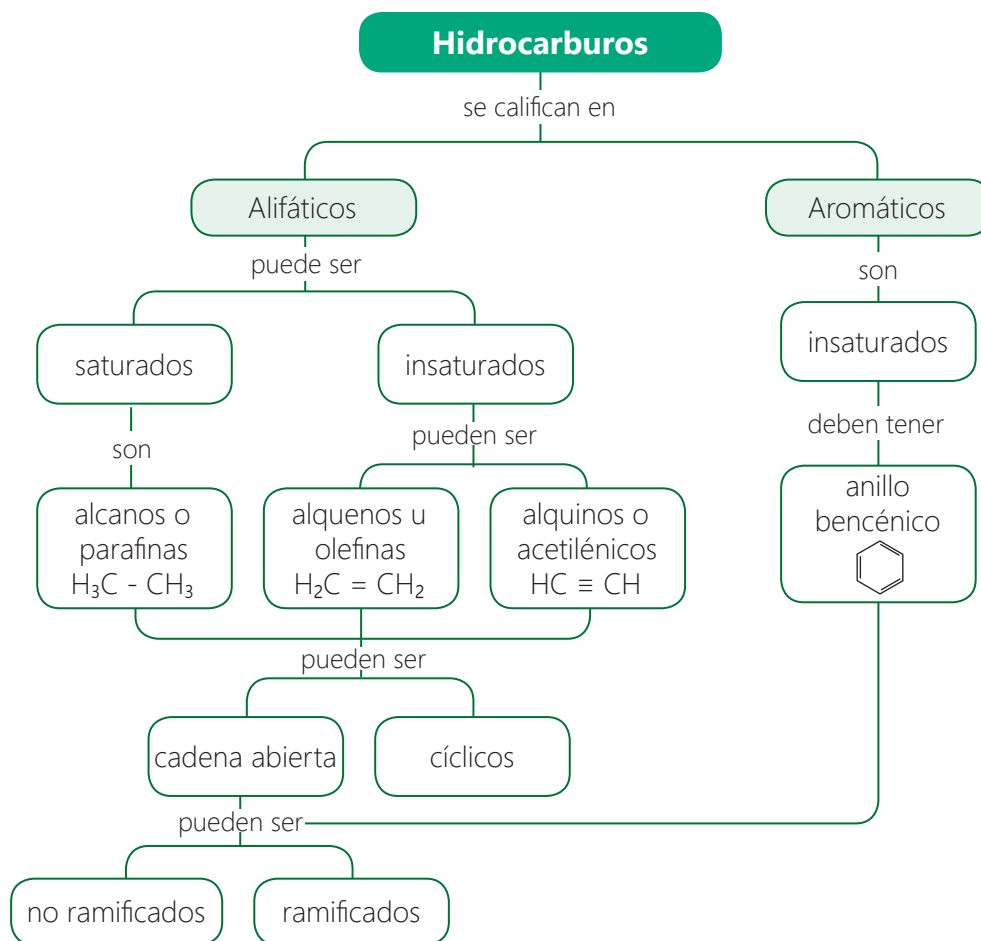 Hidrocarburos
se califican en
Alifáticos
Aromáticos
puede ser
son
saturados
insaturados
insaturados
son
pueden ser
deben tener
alcanos o
parafinas
H₃C - CH₃
alquenos u
olefinas
H₂C = CH₂
alquinos o
acetilénicos
HC ≡ CH
anillo
bencénico
pueden ser
cadena abierta
cíclicos
pueden ser
no ramificados
ramificados